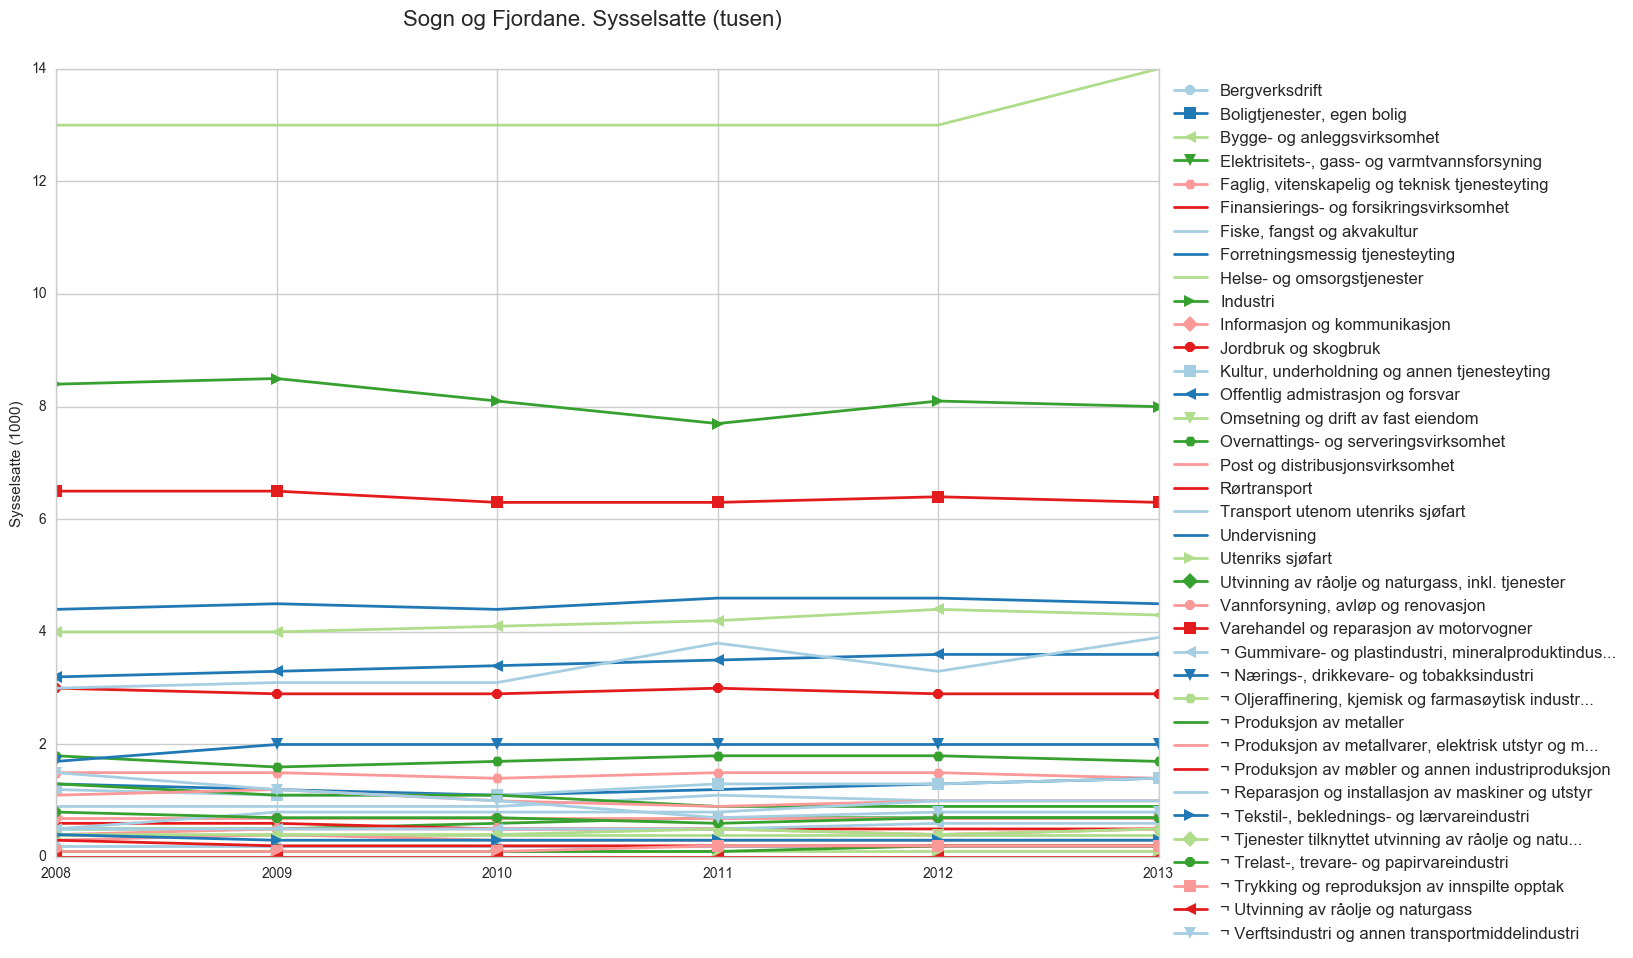 Sogn og Fjordane. Sysselsatte (tusen)
14
12
10
8
6
4
2
0
Sysselsatte (1000)
2008 2009 2010 2011 2012 2013
Bergverksdrift
Boligtjenester, egen bolig
Bygge- og anleggsvirksomhet
Elektrisitets-, gass- og varmtvannsforsyning
Faglig, vitenskapelig og teknisk tjenesteyting
Finansierings- og forsikringsvirksomhet
Fiske, fangst og akvakultur
Forretningsmessig tjenesteyting
Helse- og omsorgstjenester
Industri
Informasjon og kommunikasjon
Jordbruk og skogbruk
Kultur, underholdning og annen tjenesteyting
Offentlig admistrasjon og forsvar
Omsetning og drift av fast eiendom
Overnattings- og serveringsvirksomhet
Post og distribusjonsvirksomhet
Rørtransport
Transport utenom utenriks sjøfart
Undervisning
Utenriks sjøfart
Utvinning av råolje og naturgass, inkl. tjenester
Vannforsyning, avløp og renovasjon
Varehandel og reparasjon av motorvogner
¬ Gummivare- og plastindustri, mineralproduktindus...
¬ Nærings-, drikkevare- og tobakksindustri
¬ Oljeraffinering, kjemisk og farmasøytisk industr...
¬ Produksjon av metaller
¬ Produksjon av metallvarer, elektrisk utstyr og m...
¬ Produksjon av møbler og annen industriproduksjon
¬ Reparasjon og installasjon av maskiner og utstyr
¬ Tekstil-, beklednings- og lærvareindustri
¬ Tjenester tilknyttet utvinning av råolje og natu...
¬ Trelast-, trevare- og papirvareindustri
¬ Trykking og reproduksjon av innspilte opptak
¬ Utvinning av råolje og naturgass
¬ Verftsindustri og annen transportmiddelindustri